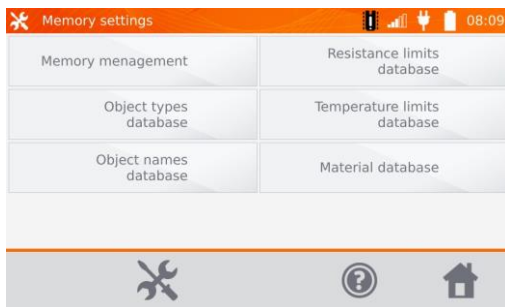 Memory settings
08:09
Memory menagement
Resistance limits
database
Object types
database
Temperature limits
database
Object names
database
Material database
?